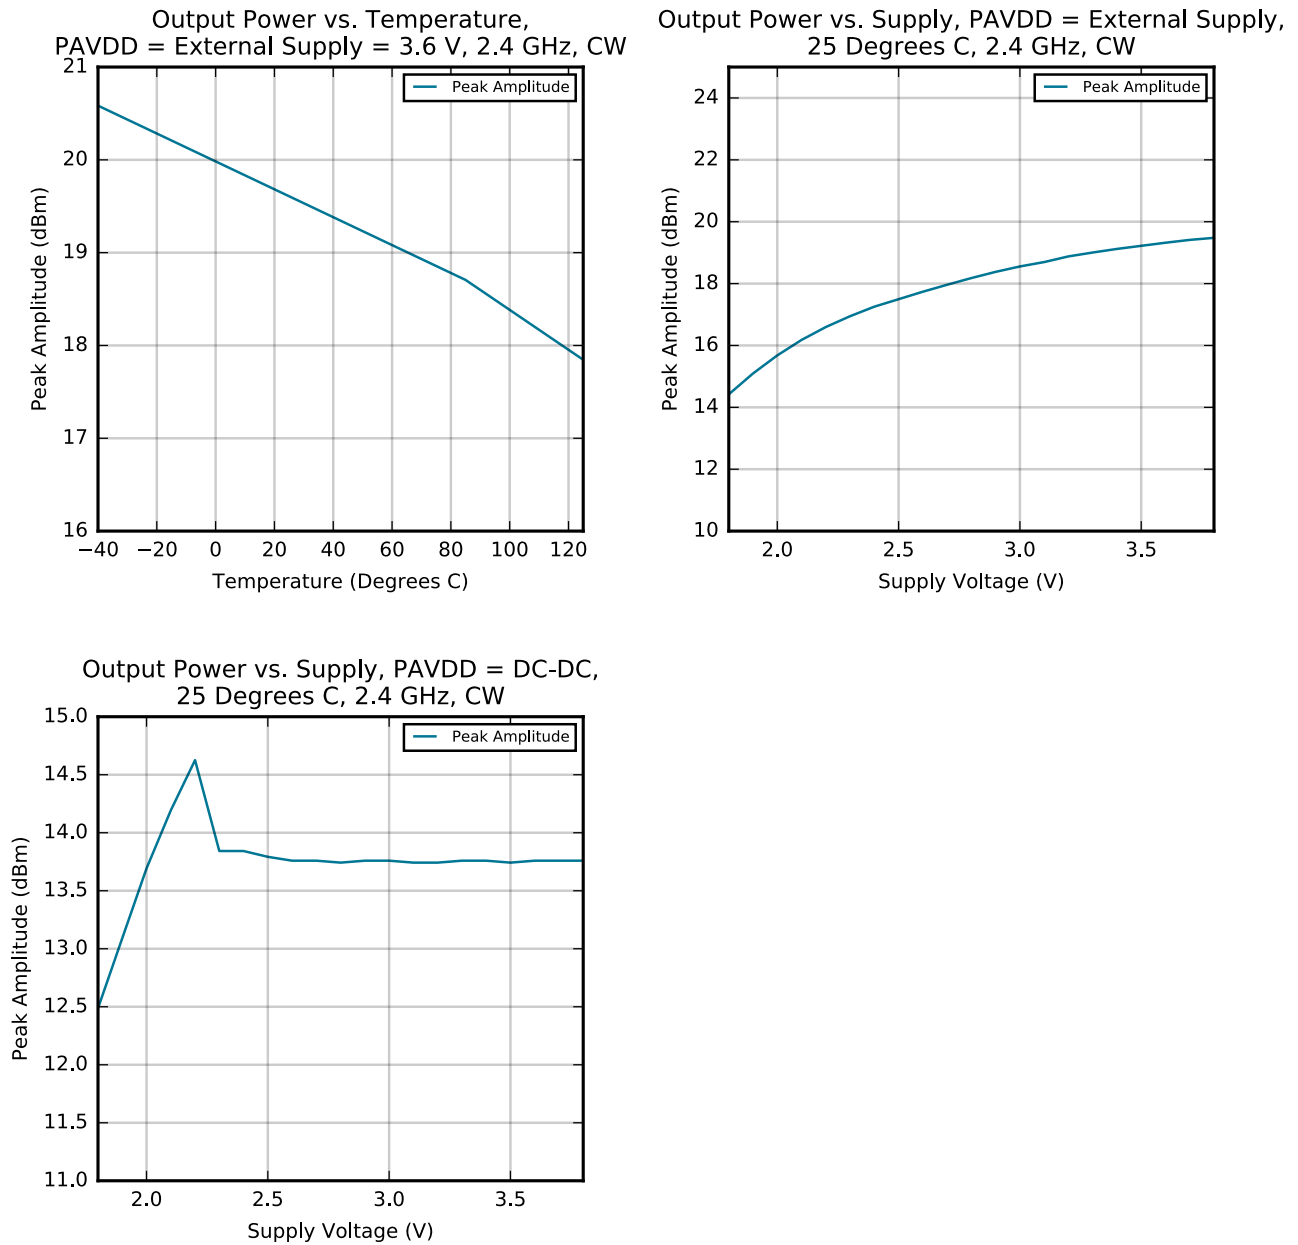 Output Power vs. Temperature,
PAVDD = External Supply = 3.6 V, 2.4 GHz, CW
Peak Amplitude
21
20
19
18
17
16
Peak Amplitude (dBm)
−40 −20 0 20 40 60 80 100 120
Temperature (Degrees C)
Output Power vs. Supply, PAVDD = External Supply,
25 Degrees C, 2.4 GHz, CW
Peak Amplitude
24
22
20
18
16
14
12
10
Peak Amplitude (dBm)
2.0 2.5 3.0 3.5
Supply Voltage (V)
Output Power vs. Supply, PAVDD = DC-DC,
25 Degrees C, 2.4 GHz, CW
Peak Amplitude
15.0
14.5
14.0
13.5
13.0
12.5
12.0
11.5
11.0
Peak Amplitude (dBm)
2.0 2.5 3.0 3.5
Supply Voltage (V)